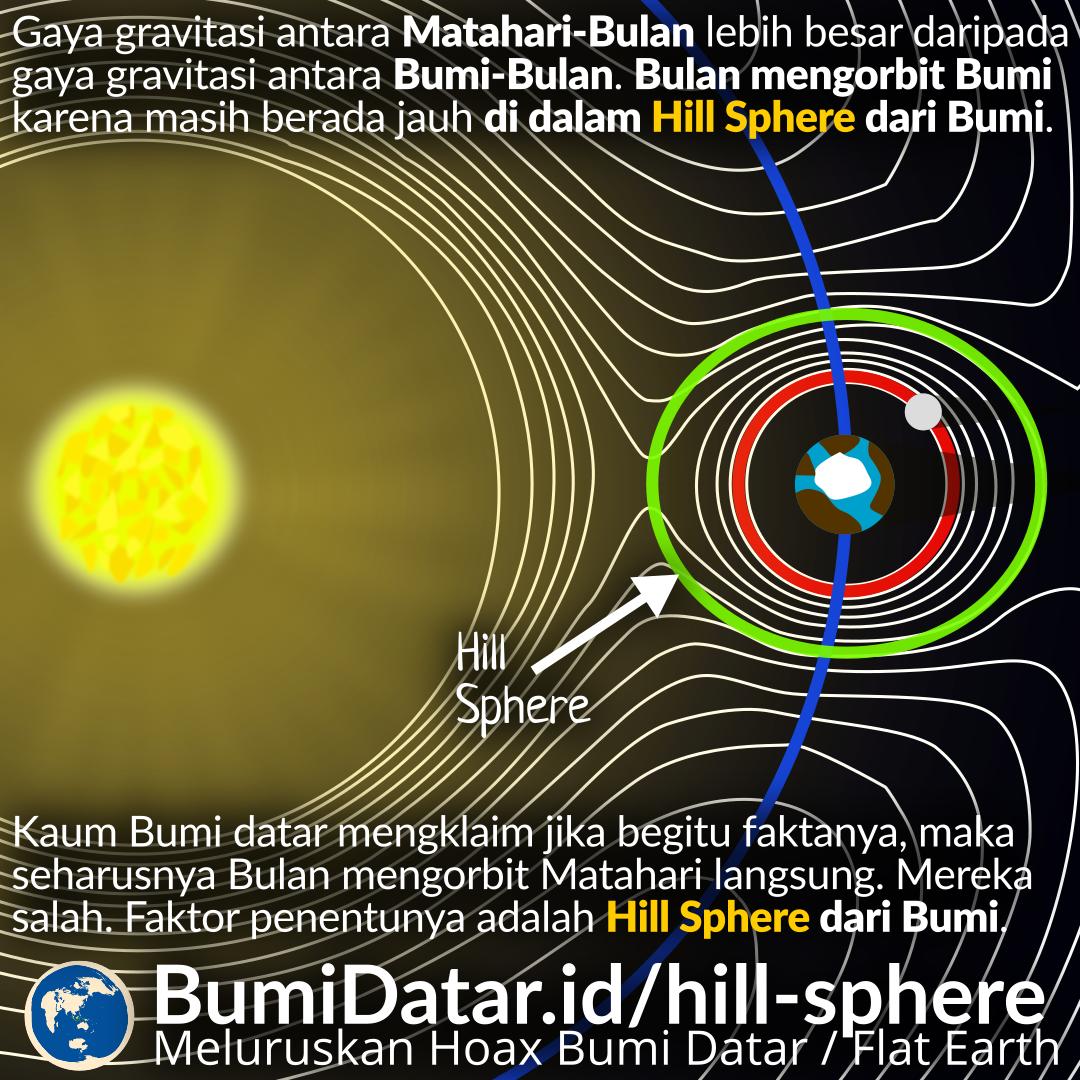 Gaya gravitasi antara Matahari-Bulan lebih besar daripada
gaya gravitasi antara Bumi-Bulan. Bulan mengorbit Bumi
karena masih berada jauh di dalam Hill Sphere dari Bumi.
Hill
Sphere
Kaum Bumi datar mengklaim jika begitu faktanya, maka
seharusnya Bulan mengorbit Matahari langsung. Mereka
salah. Faktor penentunya adalah Hill Sphere dari Bumi.
BumiDatar.id/hill-sphere
Meluruskan Hoax Bumi Datar / Flat Earth